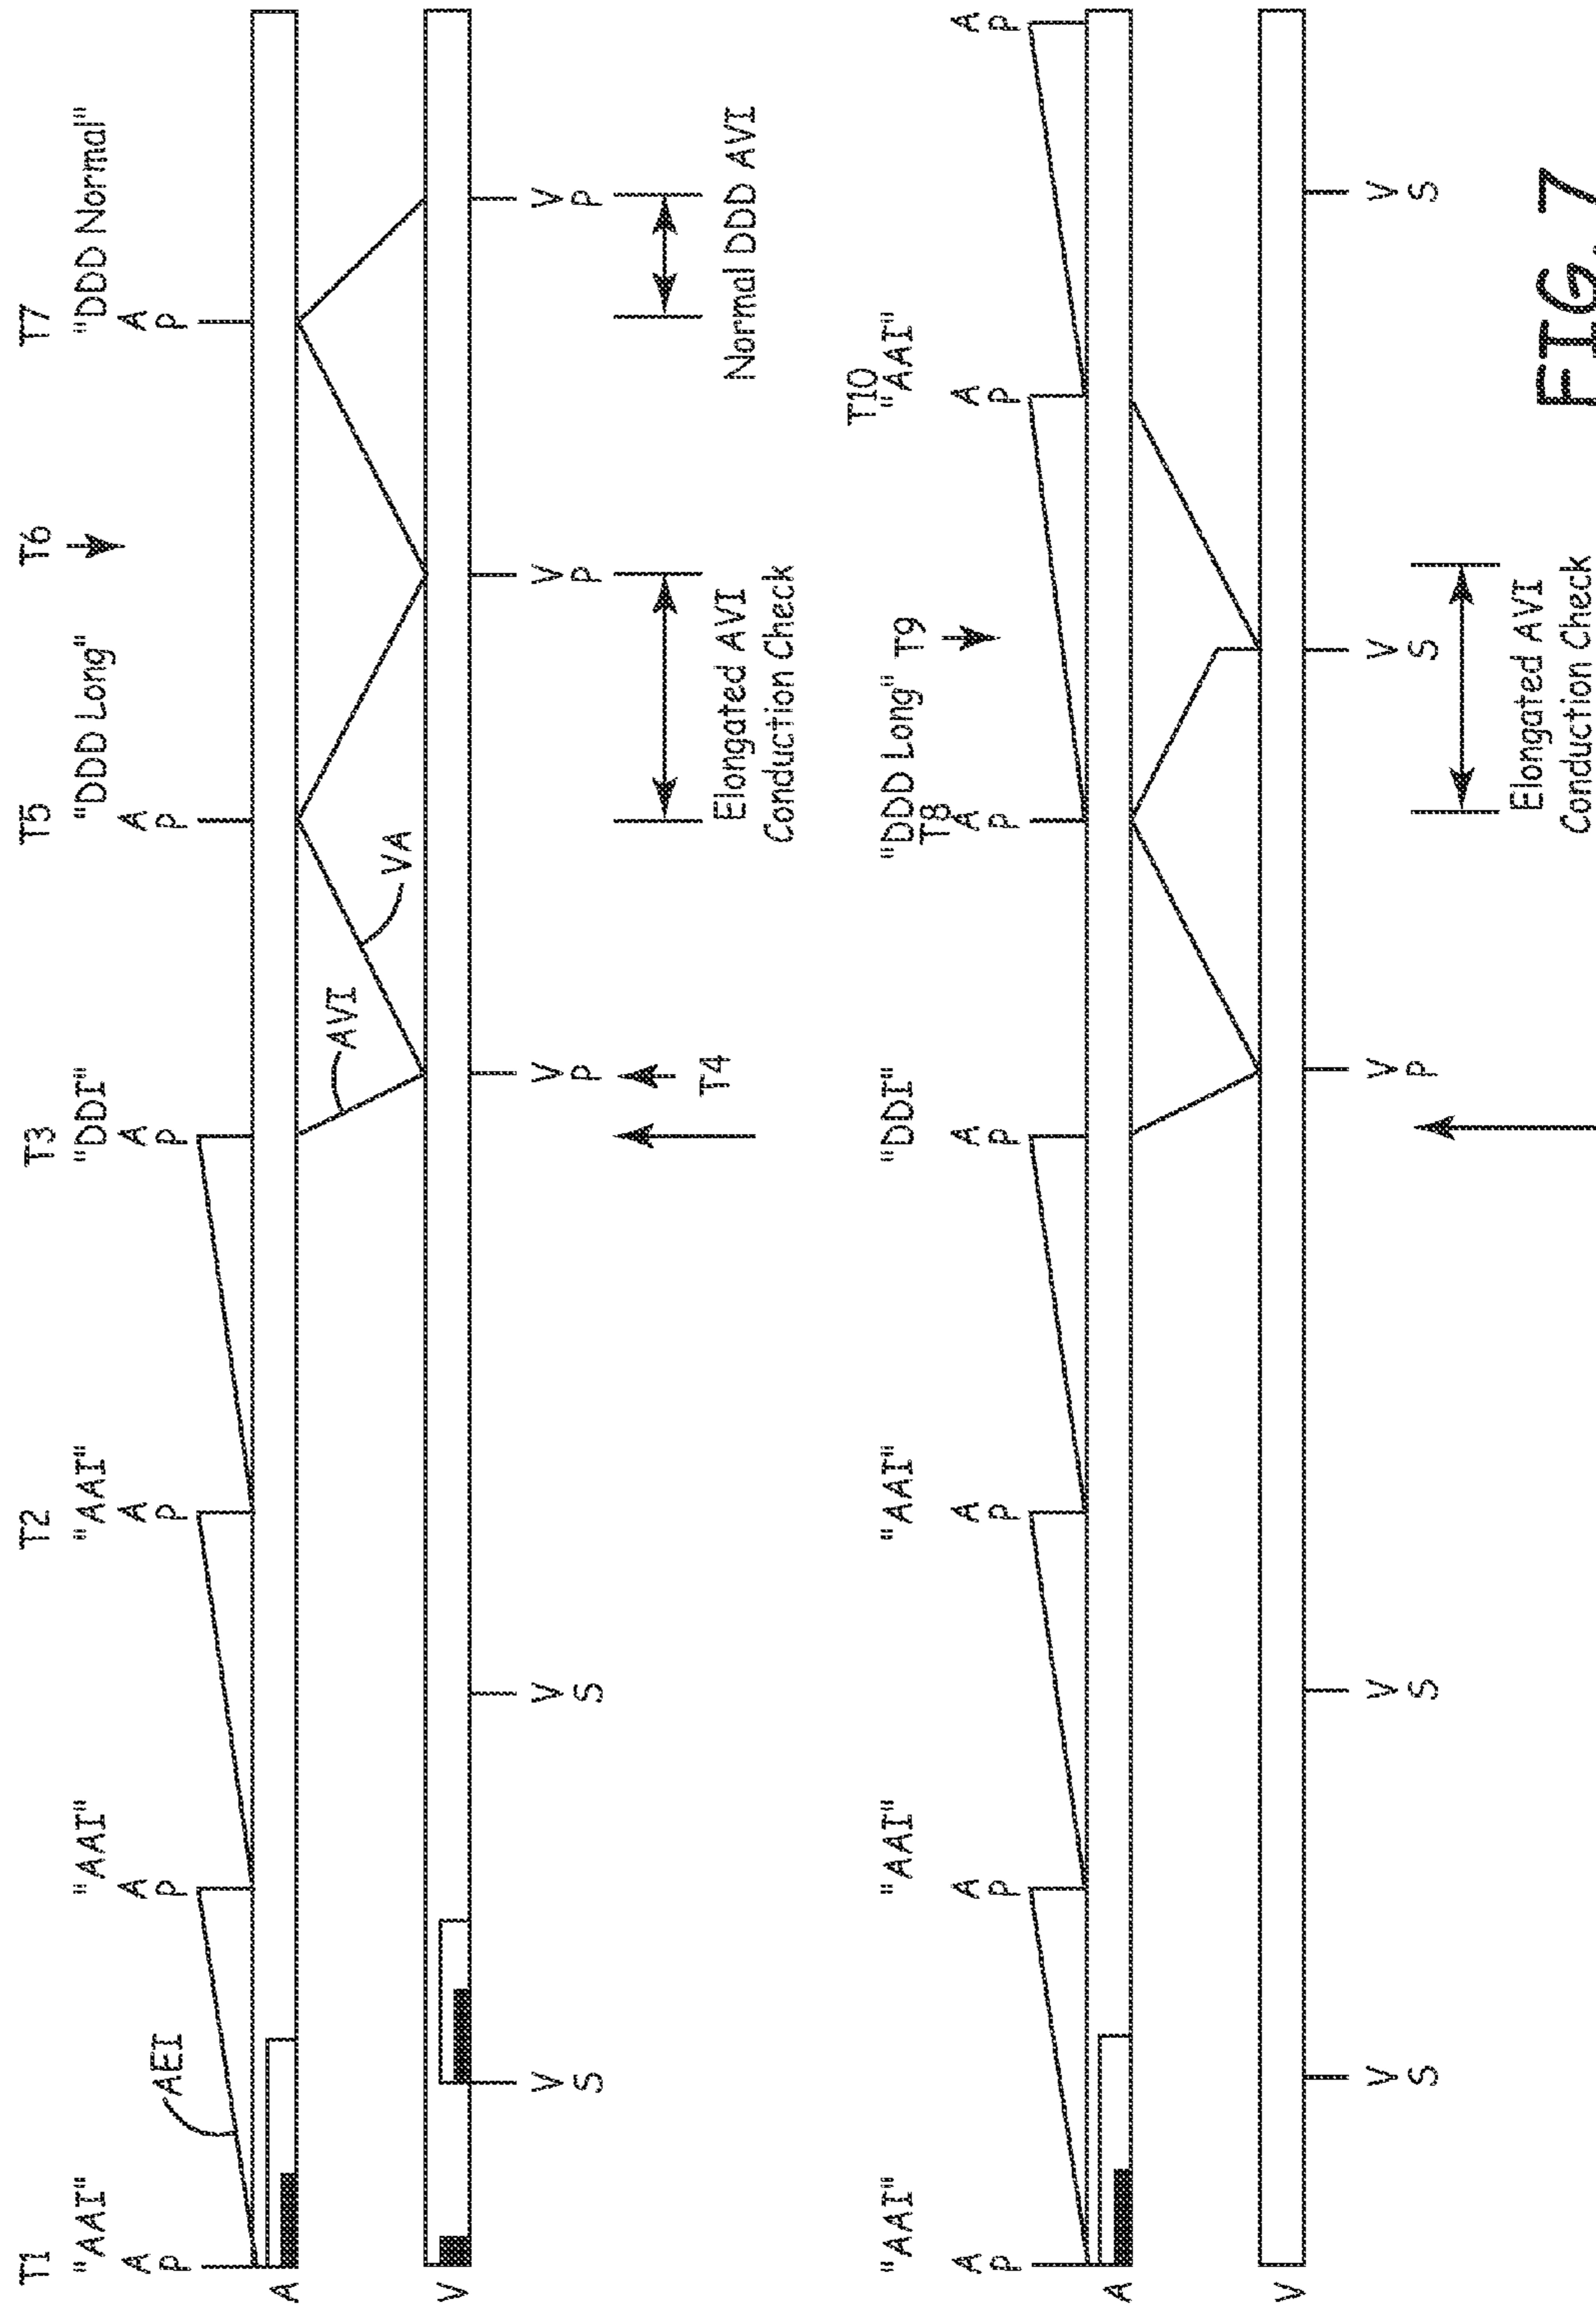 T1 T2 T3 T5 T6 T7
"AAI" "AAI" "AAI" "DDI" "DDD Long" "DDD Normal"
A A A A A A
P P P P P P
AEI
A
AVI
VA
V
V V V V V
S S P P P
T4
Elongated AVI
Conduction Check
Normal DDD AVI
"AAI" "AAI" "AAI" "DDI" "DDD Long" T9 T10
T8 "AAI"
A A A A A A A
P P P P P P P
A
V
V V V V V
S S P S S
Elongated AVI
Conduction Check
FIG. 7